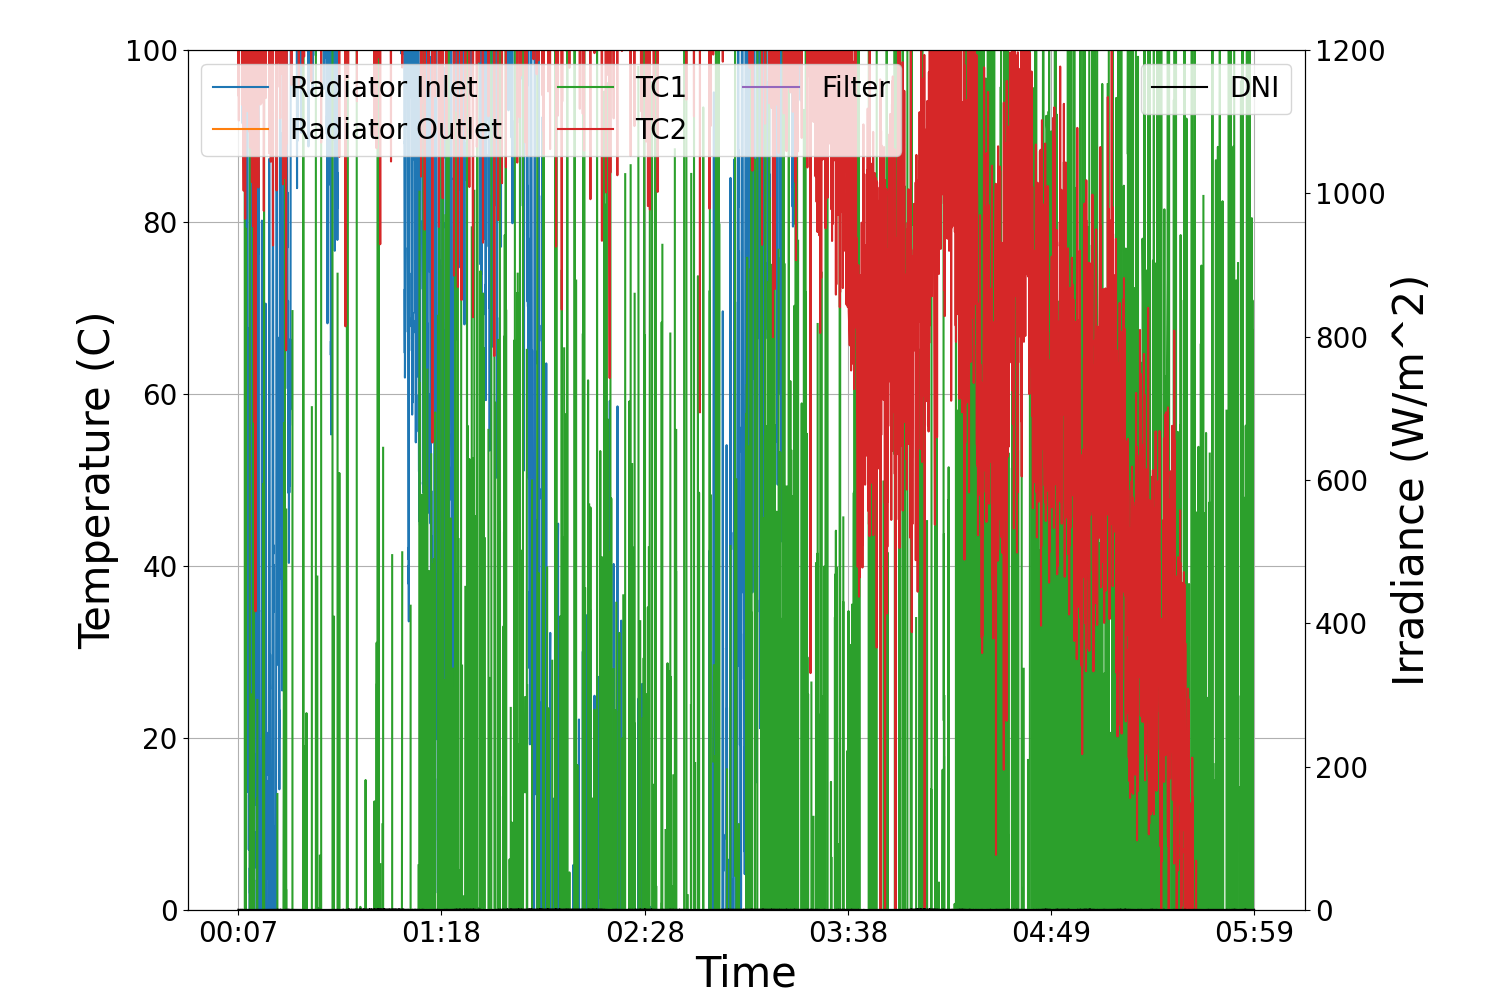 100
80
60
40
20
0
Temperature (C)
Radiator Inlet
Radiator Outlet
TC1
TC2
Filter
DNI
1200
1000
800
600
400
200
0
Irradiance (W/m^2)
00:07 01:18 02:28 03:38 04:49 05:59
Time